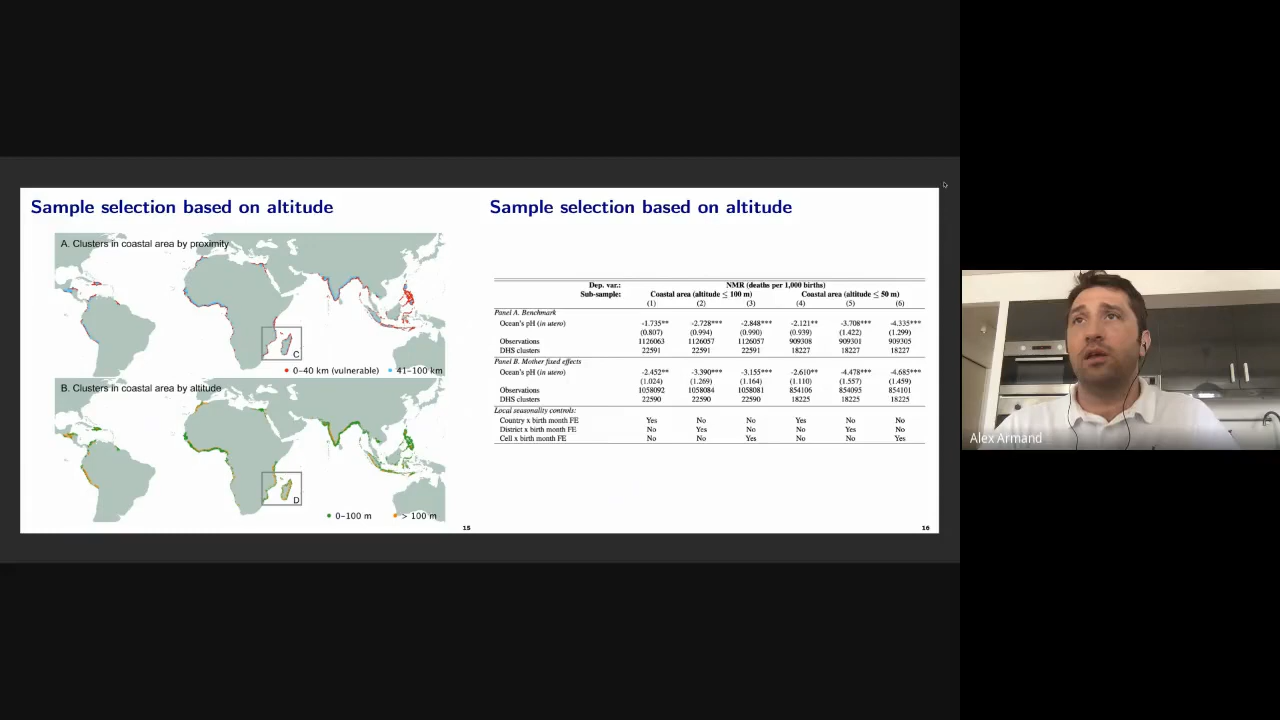 Sample selection based on altitude
A. Clusters in coastal area by proximity
C
0–40 km (vulnerable) 41–100 km
B. Clusters in coastal area by altitude
D
0–100 m > 100 m
15
Sample selection based on altitude
Dep. var.: NMR (deaths per 1,000 births)
Sub-sample: Coastal area (altitude ≤ 100 m) Coastal area (altitude ≤ 50 m)
(1) (2) (3) (4) (5) (6)
Panel A. Benchmark
Ocean's pH (in utero) -1.735** -2.728*** -2.848*** -2.121** -3.708*** -4.335***
(0.807) (0.994) (0.990) (0.939) (1.422) (1.299)
Observations 1126063 1126057 1126057 909308 909301 909305
DHS clusters 22591 22591 22591 18227 18227 18227
Panel B. Mother fixed effects
Ocean's pH (in utero) -2.452** -3.390*** -3.155*** -2.610** -4.478*** -4.685***
(1.024) (1.269) (1.164) (1.110) (1.557) (1.459)
Observations 1058092 1058084 1058081 854106 854095 854101
DHS clusters 22590 22590 22590 18225 18225 18225
Local seasonality controls:
Country x birth month FE Yes No No Yes No No
District x birth month FE No Yes No No Yes No
Cell x birth month FE No No Yes No No Yes
16
Alex Armand